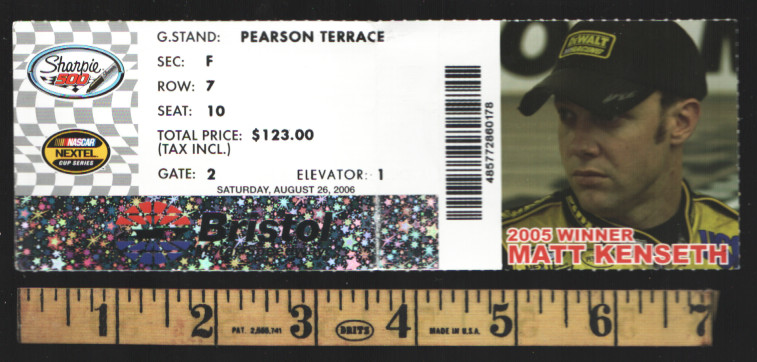 Sharpie
500
NASCAR
NEXTEL
CUP SERIES
G.STAND: PEARSON TERRACE
SEC: F
ROW: 7
SEAT: 10
TOTAL PRICE: $123.00
(TAX INCL.)
GATE: 2 ELEVATOR: 1
SATURDAY, AUGUST 26, 2006
Bristol
485772860178
DEWALT
2005 WINNER
MATT KENSETH
1 2 3 4 5 6 7
PAT. 2,693,741 BRITS MADE IN U.S.A.